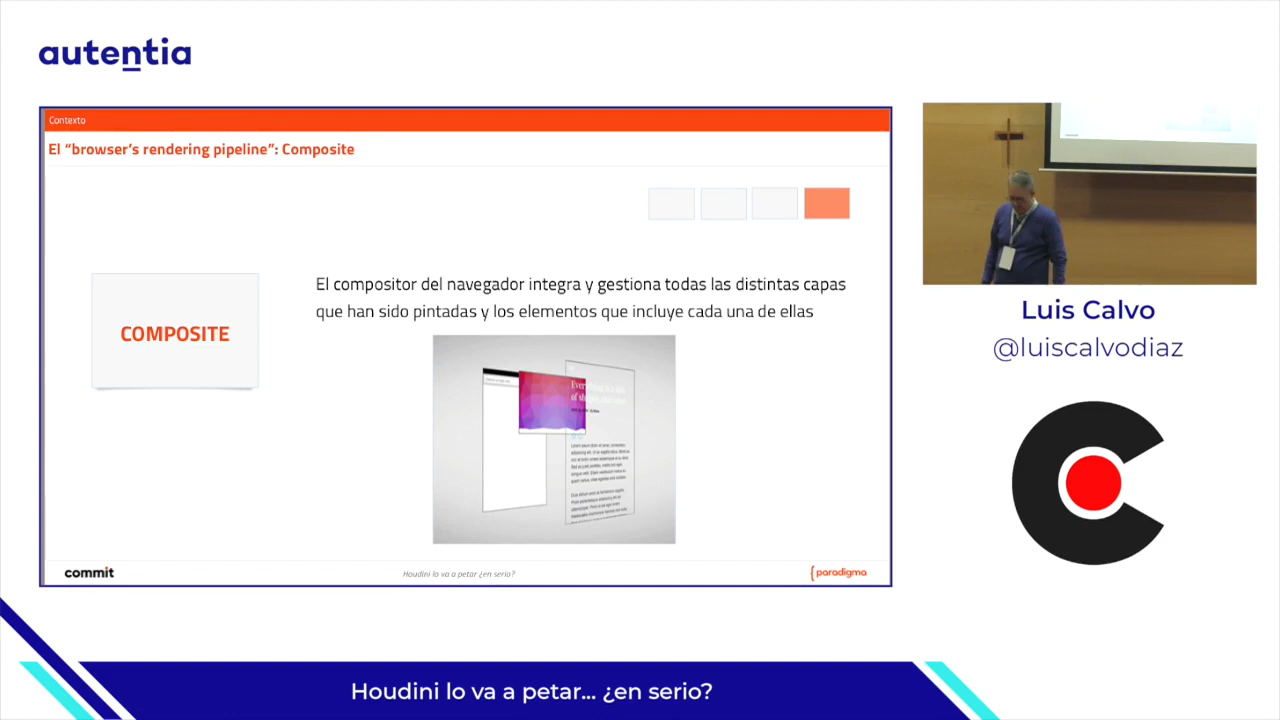 autentia
Contexto
El “browser’s rendering pipeline”: Composite
COMPOSITE
El compositor del navegador integra y gestiona todas las distintas capas
que han sido pintadas y los elementos que incluye cada una de ellas
commit
Houdini lo va a petar ¿en serio?
{paradigma
Luis Calvo
@luiscalvodiaz
Houdini lo va a petar... ¿en serio?